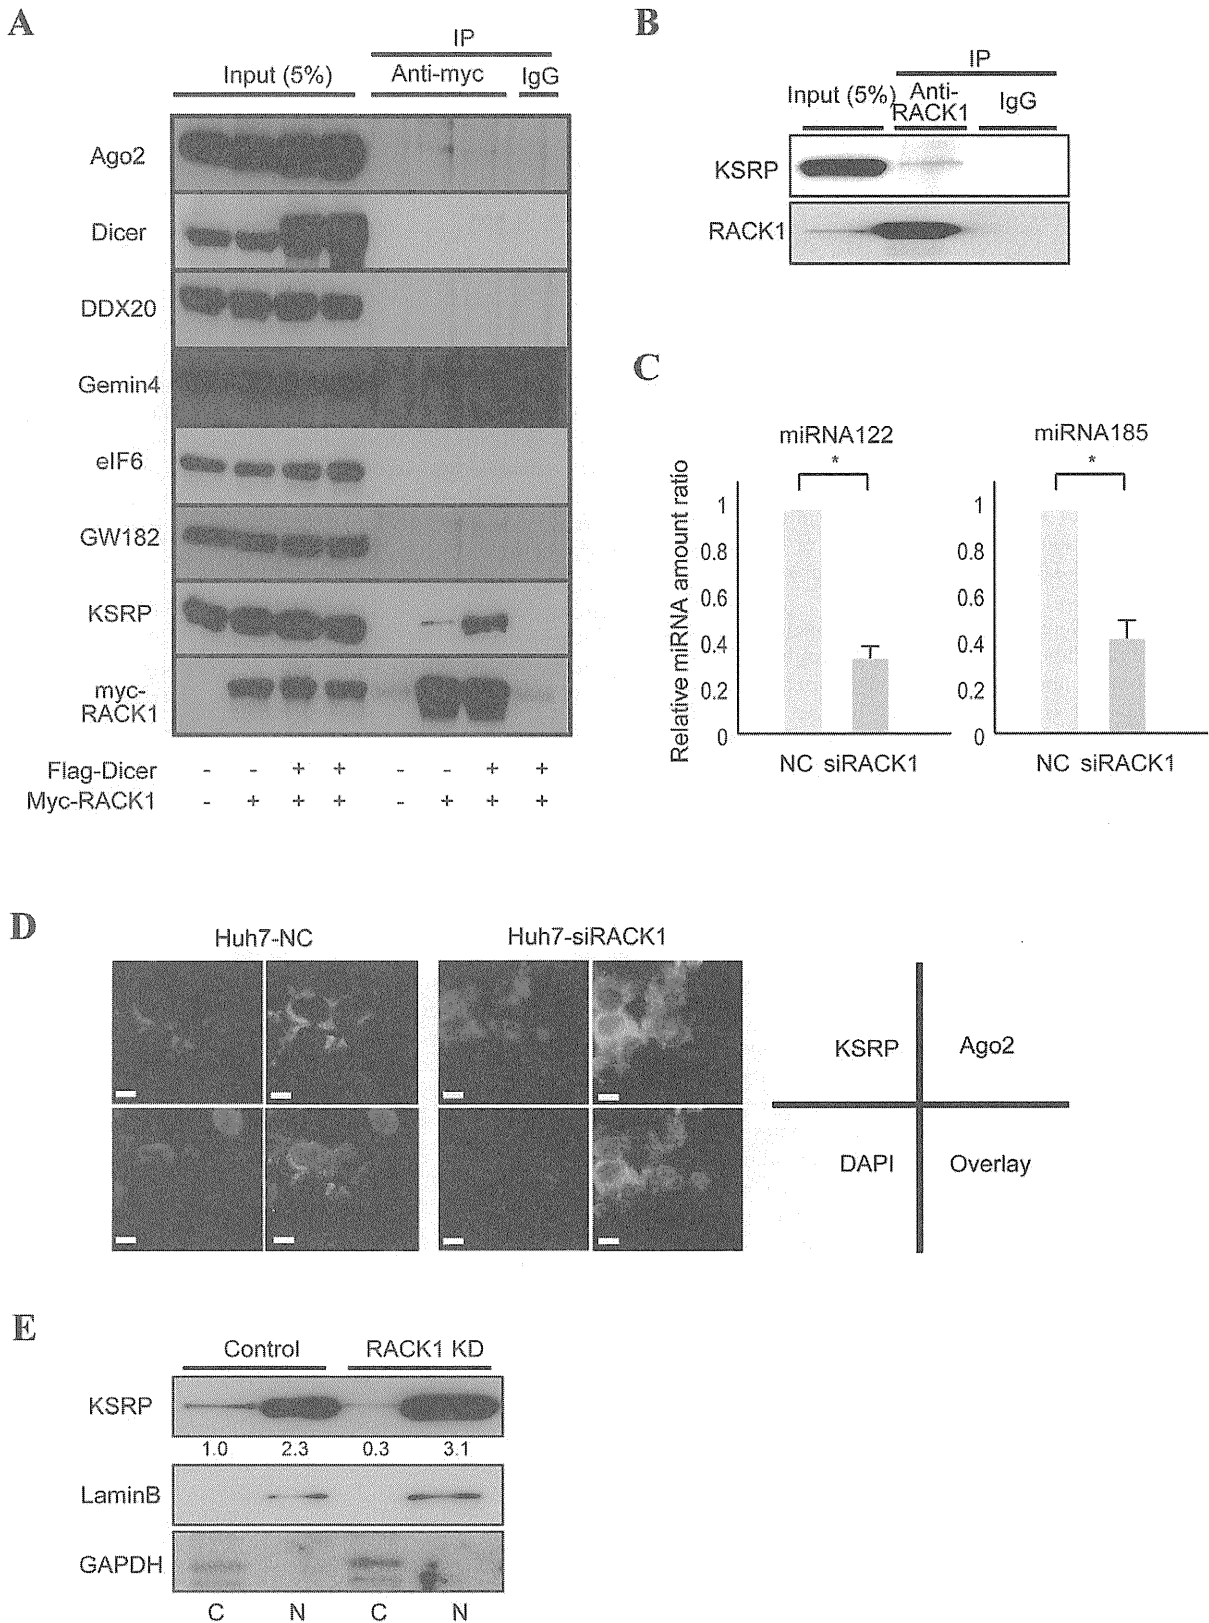 A
IP
Input (5%)
Anti-myc
IgG
Ago2
Dicer
DDX20
Gemin4
eIF6
GW182
KSRP
myc-
RACK1
Flag-Dicer - - + + - - + +
Myc-RACK1 - + + + - + + +
B
IP
Input (5%)
Anti-
RACK1
IgG
KSRP
RACK1
C
miRNA122
*
Relative miRNA amount ratio
1
0.8
0.6
0.4
0.2
0
NC siRACK1
miRNA185
*
1
0.8
0.6
0.4
0.2
0
NC siRACK1
D
Huh7-NC
Huh7-siRACK1
KSRP
Ago2
DAPI
Overlay
E
Control
RACK1 KD
KSRP
1.0 2.3 0.3 3.1
LaminB
GAPDH
C N C N